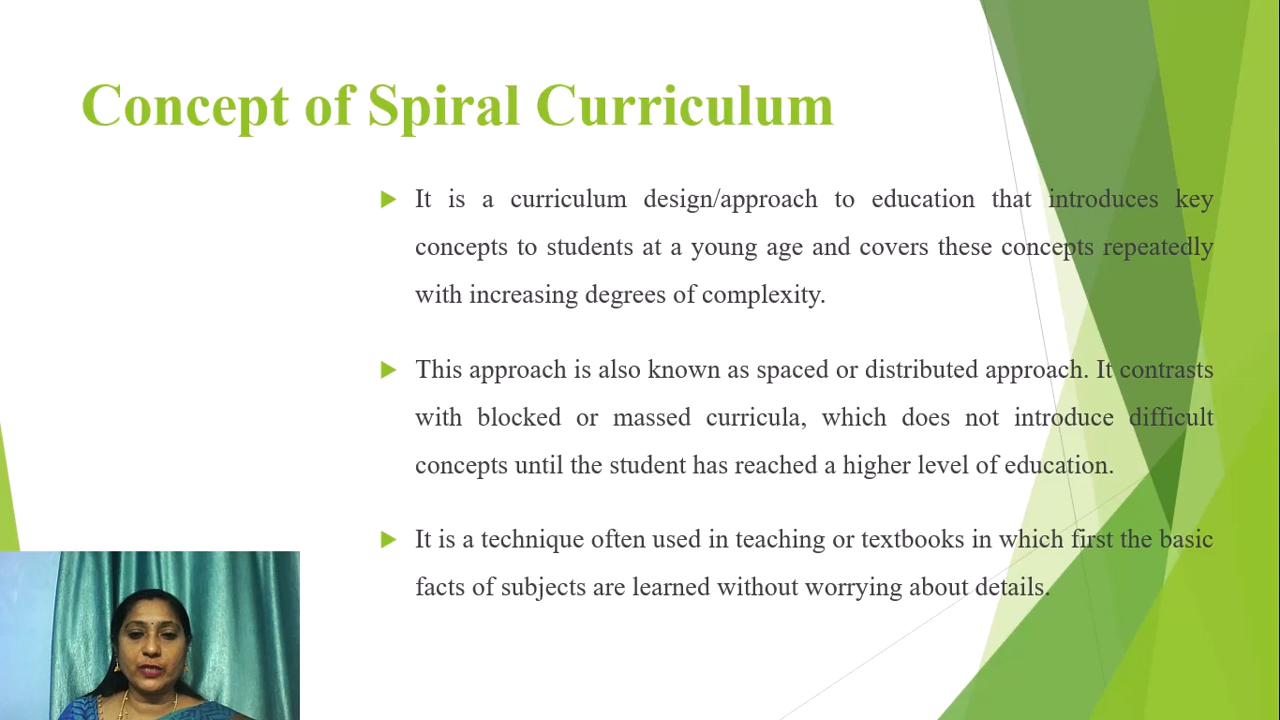 Concept of Spiral Curriculum
It is a curriculum design/approach to education that introduces key
concepts to students at a young age and covers these concepts repeatedly
with increasing degrees of complexity.
This approach is also known as spaced or distributed approach. It contrasts
with blocked or massed curricula, which does not introduce difficult
concepts until the student has reached a higher level of education.
It is a technique often used in teaching or textbooks in which first the basic
facts of subjects are learned without worrying about details.